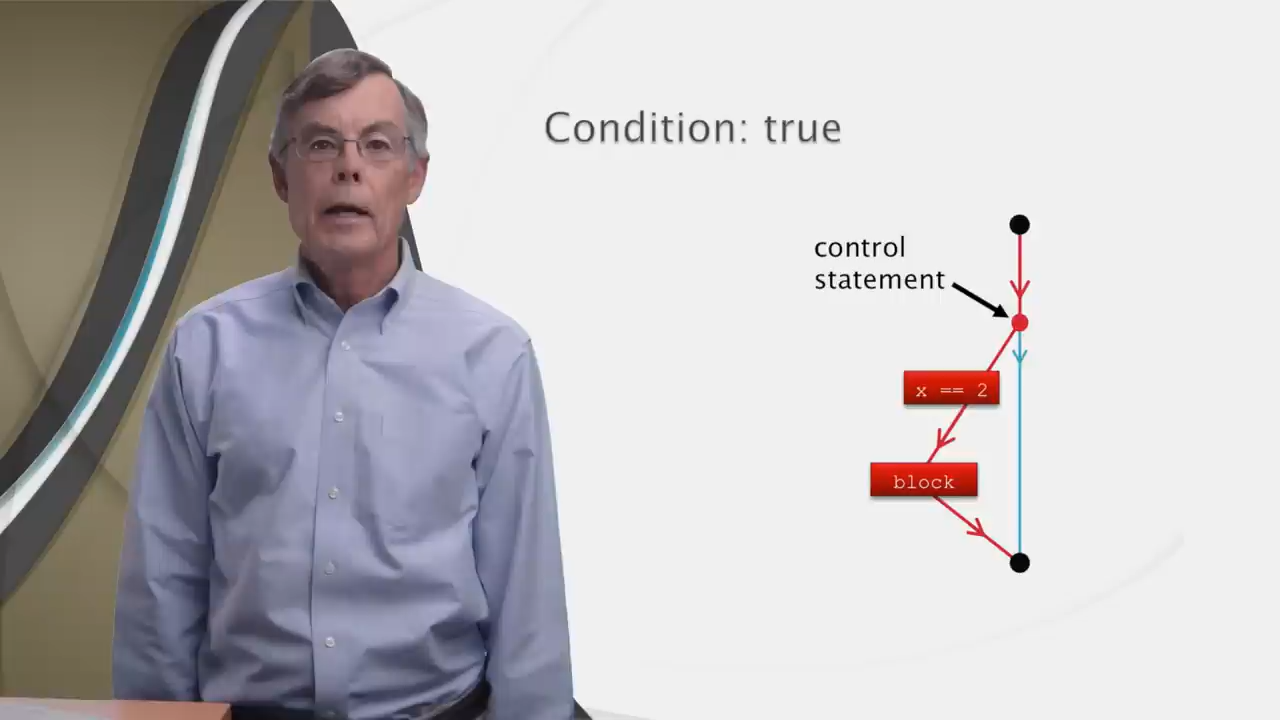 Condition: true
control
statement
x == 2
block